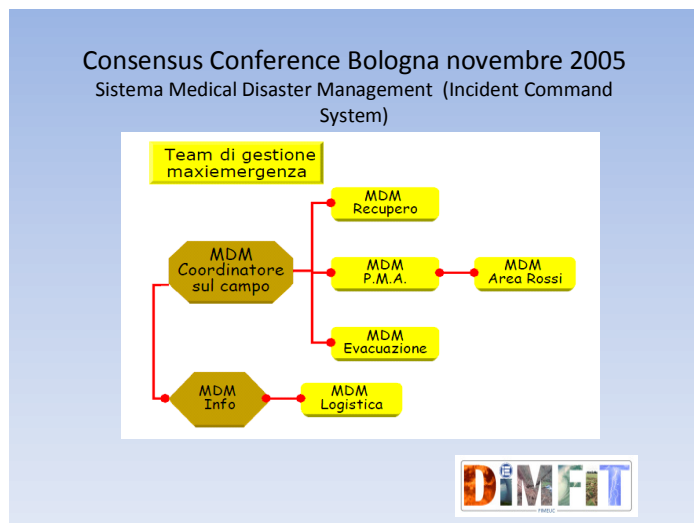 Consensus Conference Bologna novembre 2005
Sistema Medical Disaster Management (Incident Command
System)
Team di gestione
maxiemergenza
MDM
Recupero
MDM
Coordinatore
sul campo
MDM
P.M.A.
MDM
Area Rossi
MDM
Evacuazione
MDM
Info
MDM
Logistica
DiMFiT